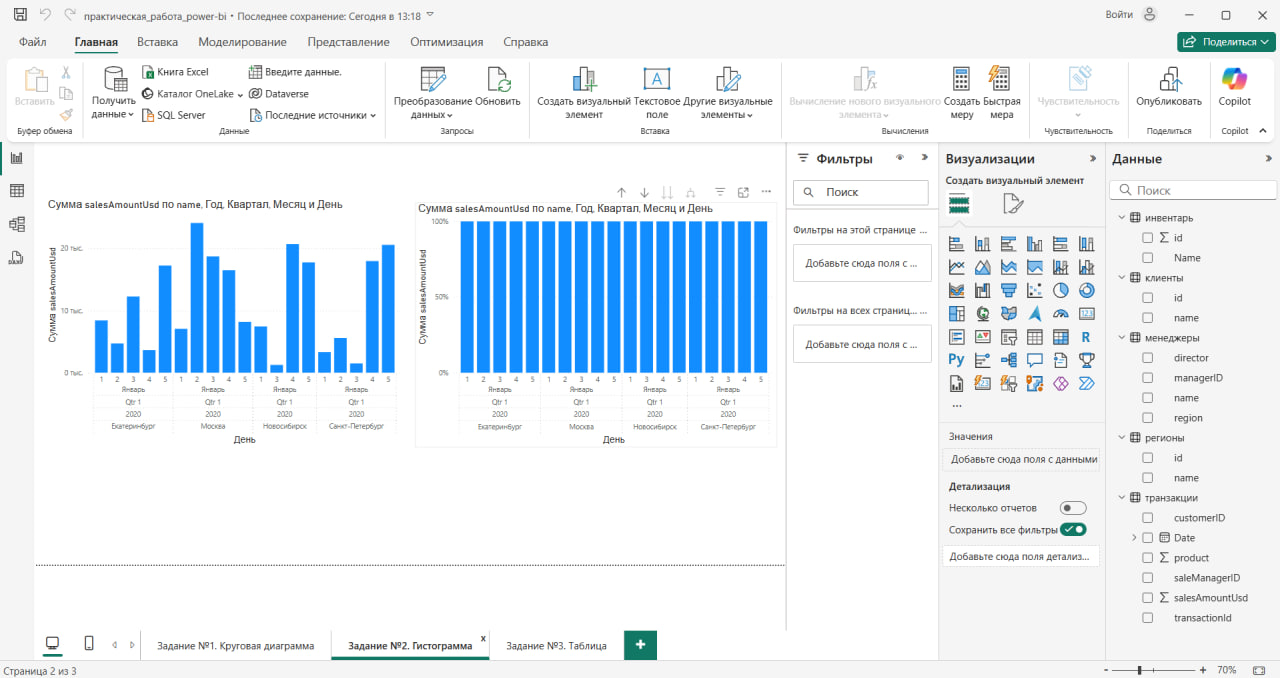 практическая_работа_power-bi • Последнее сохранение: Сегодня в 13:18
Войти
Файл Главная Вставка Моделирование Представление Оптимизация Справка
Поделиться
Вставить
Буфер обмена
Получить данные
Книга Excel
Каталог OneLake
SQL Server
Введите данные.
Dataverse
Последние источники
Данные
Преобразование данных
Обновить
Запросы
Создать визуальный элемент
Текстовое поле
Другие визуальные элементы
Вставка
Вычисление нового визуального элемента
Создать меру
Быстрая мера
Вычисления
Чувствительность
Чувствительность
Опубликовать
Поделиться
Copilot
Copilot
Сумма salesAmountUsd по name, Год, Квартал, Месяц и День
Сумма salesAmountUsd
20 тыс.
10 тыс.
0 тыс.
1 2 3 4 5 1 2 3 4 5 1 3 4 5 1 2 3 4 5
Январь Январь Январь Январь
Qtr 1 Qtr 1 Qtr 1 Qtr 1
2020 2020 2020 2020
Екатеринбург Москва Новосибирск Санкт-Петербург
День
Сумма salesAmountUsd по name, Год, Квартал, Месяц и День
Сумма salesAmountUsd
100%
50%
0%
1 2 3 4 5 1 2 3 4 5 1 3 4 5 1 2 3 4 5
Январь Январь Январь Январь
Qtr 1 Qtr 1 Qtr 1 Qtr 1
2020 2020 2020 2020
Екатеринбург Москва Новосибирск Санкт-Петербург
День
Фильтры
Поиск
Фильтры на этой странице ...
Добавьте сюда поля с ...
Фильтры на всех страниц... ...
Добавьте сюда поля с ...
Визуализации
Создать визуальный элемент
123
R
Py
123
...
Значения
Добавьте сюда поля с данными
Детализация
Несколько отчетов
Сохранить все фильтры
Добавьте сюда поля детализ...
Данные
Поиск
инвентарь
id
Name
клиенты
id
name
менеджеры
director
managerID
name
region
регионы
id
name
транзакции
customerID
Date
product
saleManagerID
salesAmountUsd
transactionId
Задание №1. Круговая диаграмма
Задание №2. Гистограмма
x
Задание №3. Таблица
+
Страница 2 из 3
- + 70%